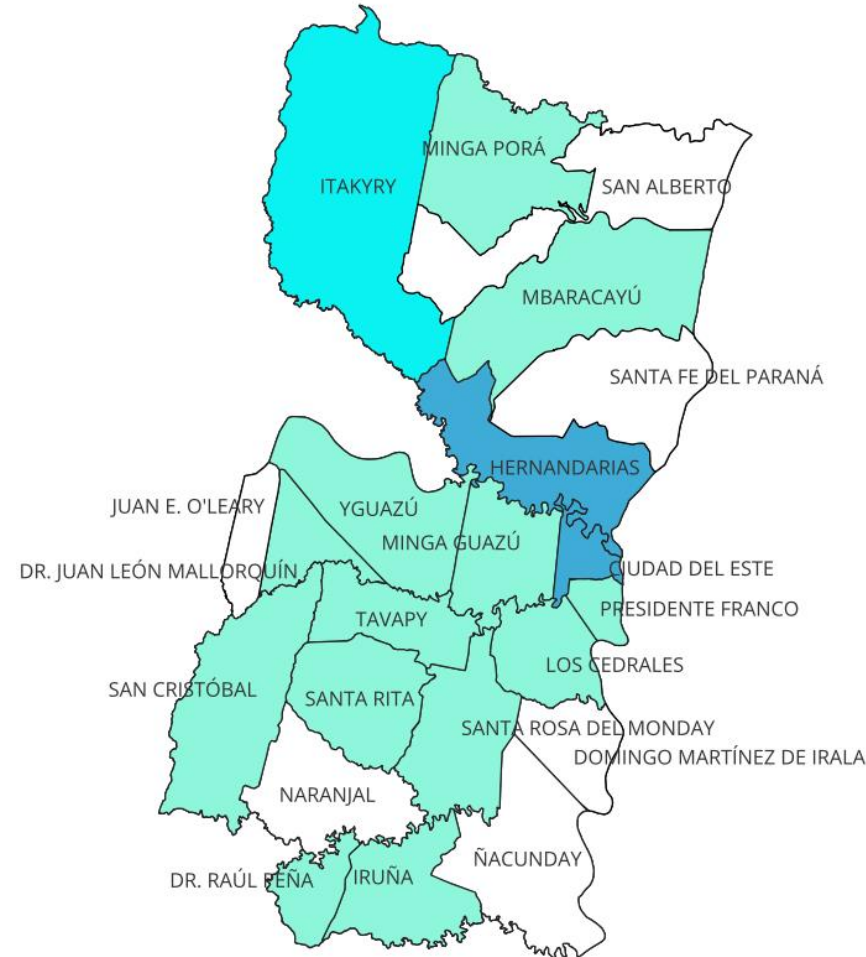 MINGA PORÁ
ITAKYRY
SAN ALBERTO
MBARACAYÚ
SANTA FE DEL PARANÁ
HERNANDARIAS
JUAN E. O'LEARY
YGUAZÚ
MINGA GUAZÚ
DR. JUAN LEÓN MALLORQUÍN
CIUDAD DEL ESTE
PRESIDENTE FRANCO
TAVAPY
LOS CEDRALES
SAN CRISTÓBAL
SANTA RITA
SANTA ROSA DEL MONDAY
DOMINGO MARTÍNEZ DE IRALA
NARANJAL
ÑACUNDAY
DR. RAÚL PEÑA
IRUÑA